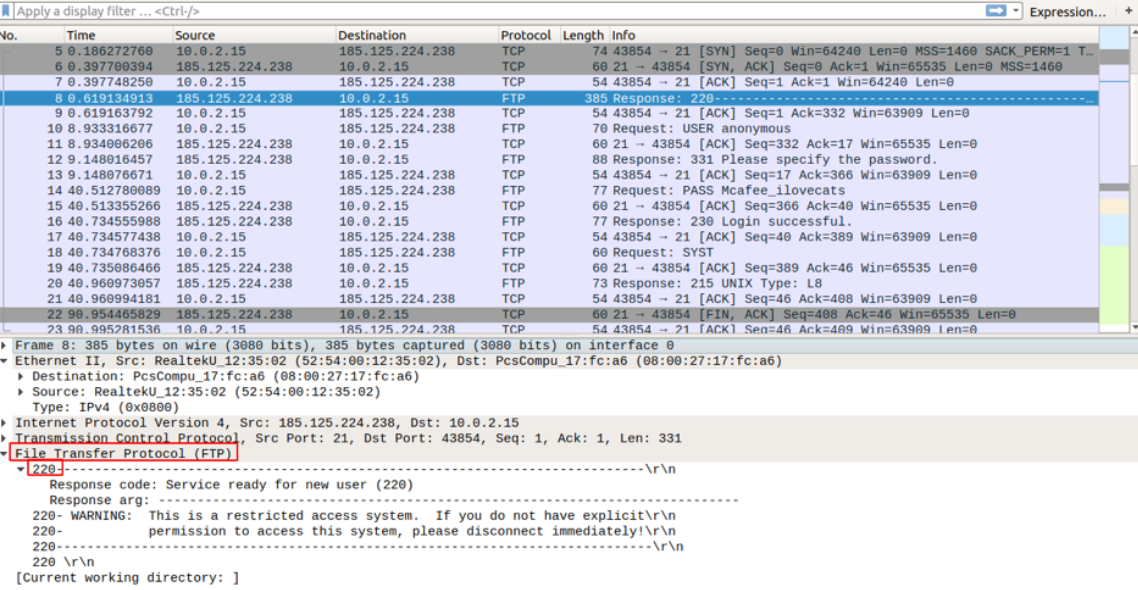 Apply a display filter ... <Ctrl-/> Expression... +
No. Time Source Destination Protocol Length Info
5 0.186272760 10.0.2.15 185.125.224.238 TCP 74 43854 → 21 [SYN] Seq=0 Win=64240 Len=0 MSS=1460 SACK_PERM=1 T…
6 0.397700394 185.125.224.238 10.0.2.15 TCP 60 21 → 43854 [SYN, ACK] Seq=0 Ack=1 Win=65535 Len=0 MSS=1460
7 0.397748250 10.0.2.15 185.125.224.238 TCP 54 43854 → 21 [ACK] Seq=1 Ack=1 Win=64240 Len=0
8 0.619134913 185.125.224.238 10.0.2.15 FTP 385 Response: 220-------------------------------------------------…
9 0.619163792 10.0.2.15 185.125.224.238 TCP 54 43854 → 21 [ACK] Seq=1 Ack=332 Win=63909 Len=0
10 8.933316677 10.0.2.15 185.125.224.238 FTP 70 Request: USER anonymous
11 8.934006206 185.125.224.238 10.0.2.15 TCP 60 21 → 43854 [ACK] Seq=332 Ack=17 Win=65535 Len=0
12 9.148016457 185.125.224.238 10.0.2.15 FTP 88 Response: 331 Please specify the password.
13 9.148076671 10.0.2.15 185.125.224.238 TCP 54 43854 → 21 [ACK] Seq=17 Ack=366 Win=63909 Len=0
14 40.512780089 10.0.2.15 185.125.224.238 FTP 77 Request: PASS Mcafee_ilovecats
15 40.513355266 185.125.224.238 10.0.2.15 TCP 60 21 → 43854 [ACK] Seq=366 Ack=40 Win=65535 Len=0
16 40.734555988 185.125.224.238 10.0.2.15 FTP 77 Response: 230 Login successful.
17 40.734577438 10.0.2.15 185.125.224.238 TCP 54 43854 → 21 [ACK] Seq=40 Ack=389 Win=63909 Len=0
18 40.734768376 10.0.2.15 185.125.224.238 FTP 60 Request: SYST
19 40.735086466 185.125.224.238 10.0.2.15 TCP 60 21 → 43854 [ACK] Seq=389 Ack=46 Win=65535 Len=0
20 40.960973057 185.125.224.238 10.0.2.15 FTP 73 Response: 215 UNIX Type: L8
21 40.960994181 10.0.2.15 185.125.224.238 TCP 54 43854 → 21 [ACK] Seq=46 Ack=408 Win=63909 Len=0
22 90.954465829 185.125.224.238 10.0.2.15 TCP 60 21 → 43854 [FIN, ACK] Seq=408 Ack=46 Win=65535 Len=0
23 90.995281536 10.0.2.15 185.125.224.238 TCP 54 43854 → 21 [ACK] Seq=46 Ack=409 Win=63909 Len=0
Frame 8: 385 bytes on wire (3080 bits), 385 bytes captured (3080 bits) on interface 0
Ethernet II, Src: RealtekU_12:35:02 (52:54:00:12:35:02), Dst: PcsCompu_17:fc:a6 (08:00:27:17:fc:a6)
Destination: PcsCompu_17:fc:a6 (08:00:27:17:fc:a6)
Source: RealtekU_12:35:02 (52:54:00:12:35:02)
Type: IPv4 (0x0800)
Internet Protocol Version 4, Src: 185.125.224.238, Dst: 10.0.2.15
Transmission Control Protocol, Src Port: 21, Dst Port: 43854, Seq: 1, Ack: 1, Len: 331
File Transfer Protocol (FTP)
220--------------------------------------------------------------------------\r\n
Response code: Service ready for new user (220)
Response arg: --------------------------------------------------------------------------
220- WARNING: This is a restricted access system. If you do not have explicit\r\n
220- permission to access this system, please disconnect immediately!\r\n
220---------------------------------------------------------------------------\r\n
220 \r\n
[Current working directory: ]